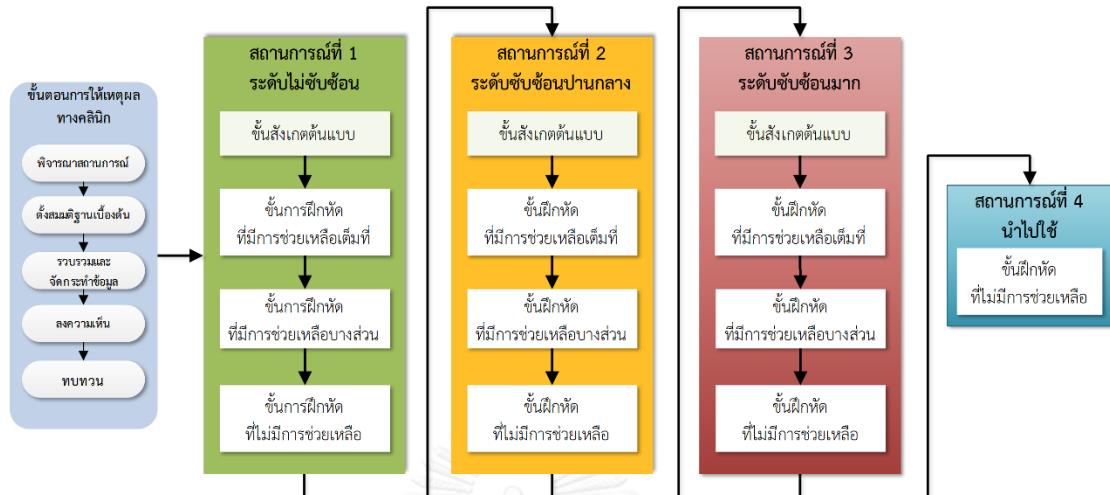 ขั้นตอนการให้เหตุผล
ทางคลินิก
พิจารณาสถานการณ์
ตั้งสมมติฐานเบื้องต้น
รวบรวมและ
จัดกระทำข้อมูล
ลงความเห็น
ทบทวน
สถานการณ์ที่ 1
ระดับไม่ซับซ้อน
ขั้นสังเกตต้นแบบ
ขั้นการฝึกหัด
ที่มีการช่วยเหลือเต็มที่
ขั้นการฝึกหัด
ที่มีการช่วยเหลือบางส่วน
ขั้นการฝึกหัด
ที่ไม่มีการช่วยเหลือ
สถานการณ์ที่ 2
ระดับซับซ้อนปานกลาง
ขั้นสังเกตต้นแบบ
ขั้นฝึกหัด
ที่มีการช่วยเหลือเต็มที่
ขั้นฝึกหัด
ที่มีการช่วยเหลือบางส่วน
ขั้นฝึกหัด
ที่ไม่มีการช่วยเหลือ
สถานการณ์ที่ 3
ระดับซับซ้อนมาก
ขั้นสังเกตต้นแบบ
ขั้นฝึกหัด
ที่มีการช่วยเหลือเต็มที่
ขั้นฝึกหัด
ที่มีการช่วยเหลือบางส่วน
ขั้นฝึกหัด
ที่ไม่มีการช่วยเหลือ
สถานการณ์ที่ 4
นำไปใช้
ขั้นฝึกหัด
ที่ไม่มีการช่วยเหลือ